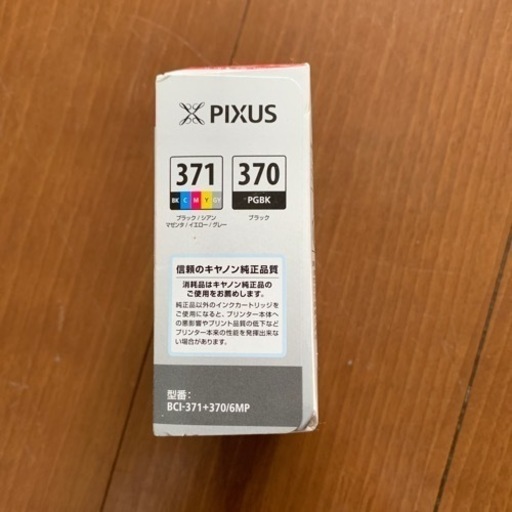 PIXUS
371 370
BK C M Y GY PGBK
ブラック/シアン ブラック
マゼンタ/イエロー/グレー
信頼のキヤノン純正品質
消耗品はキヤノン純正品の
ご使用をお薦めします。
純正品以外のインクカートリッジを
ご使用になると、プリンター本体へ
の悪影響やプリント品質の低下など
プリンター本来の性能を発揮出来な
い場合があります。
型番:
BCI-371+370/6MP